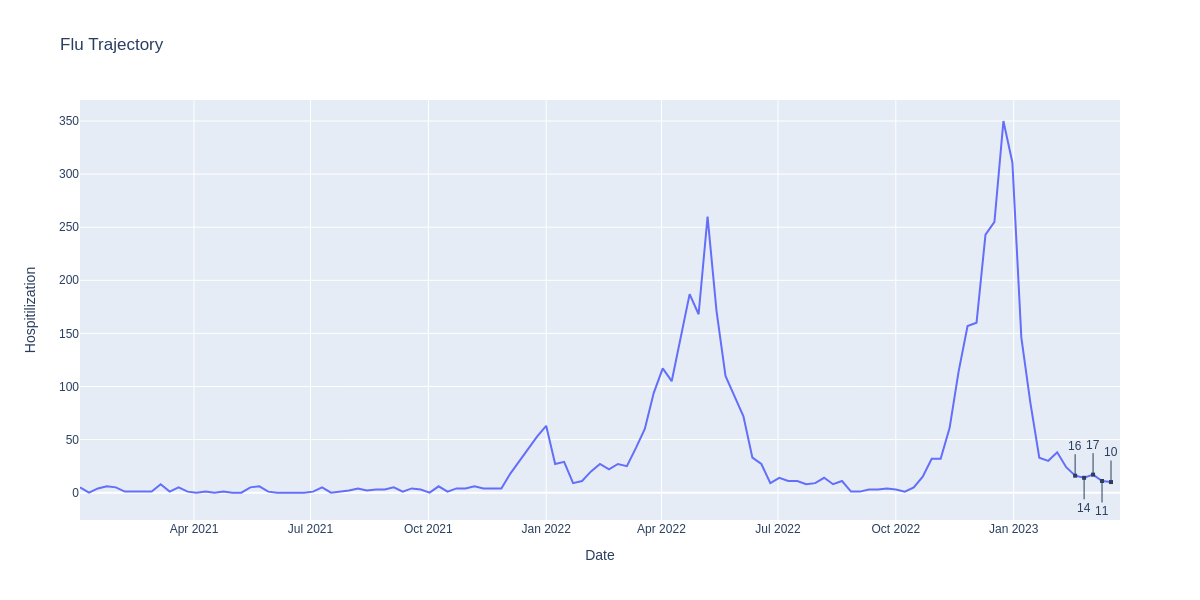 Flu Trajectory
Hospitilization
350
300
250
200
150
100
50
0
16
14
17
11
10
Apr 2021
Jul 2021
Oct 2021
Jan 2022
Apr 2022
Jul 2022
Oct 2022
Jan 2023
Date